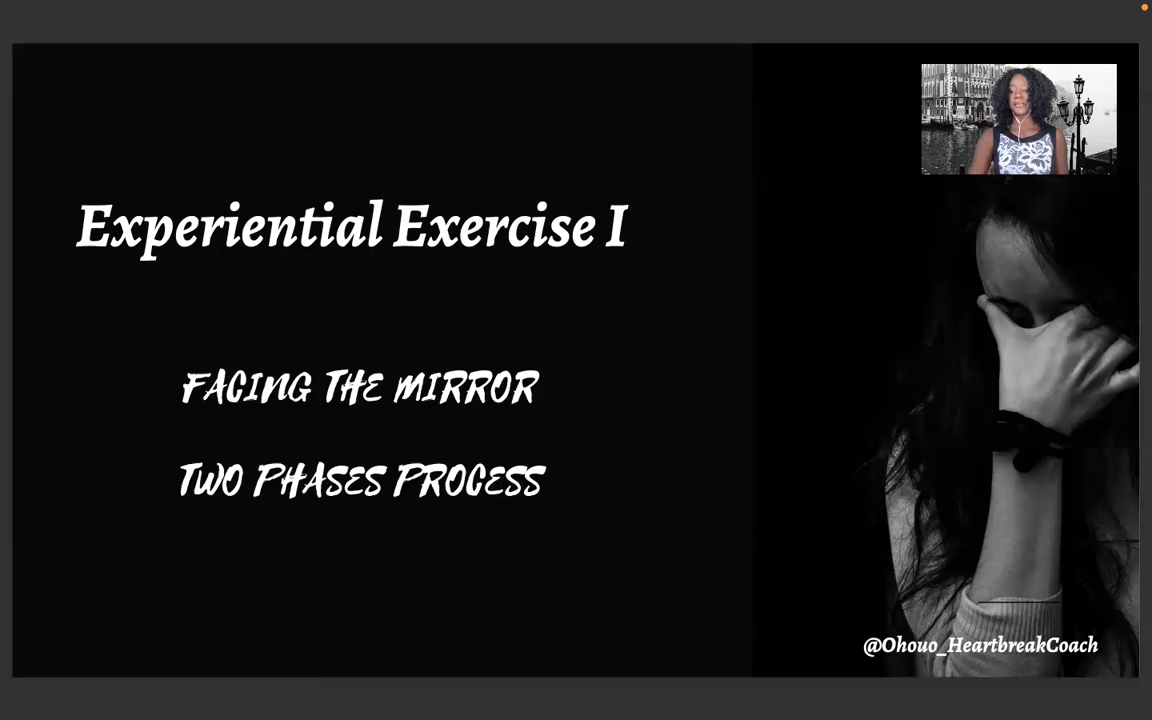 Experiential Exercise I
FACING THE MIRROR
TWO PHASES PROCESS
@Ohouo_HeartbreakCoach